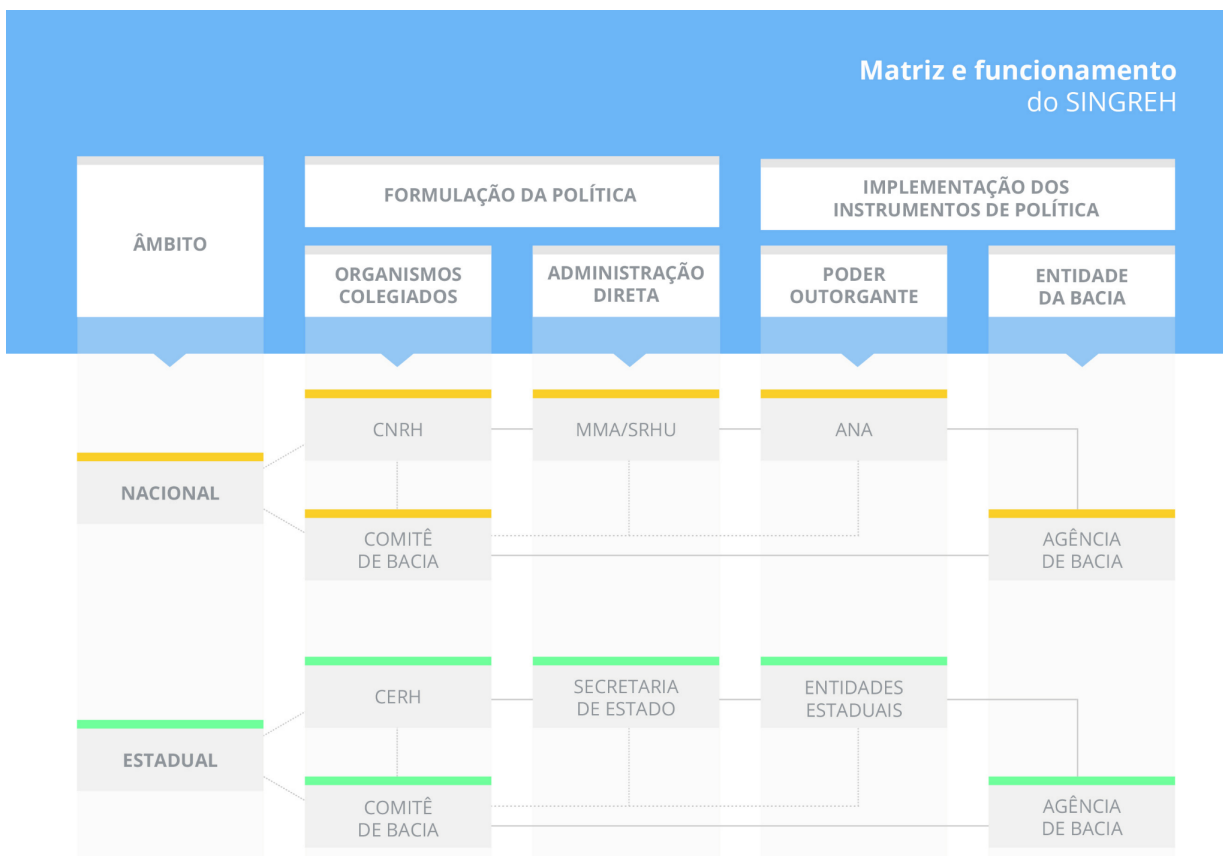 Matriz e funcionamento
do SINGREH
ÂMBITO
FORMULAÇÃO DA POLÍTICA
IMPLEMENTAÇÃO DOS
INSTRUMENTOS DE POLÍTICA
ORGANISMOS
COLEGIADOS
ADMINISTRAÇÃO
DIRETA
PODER
OUTORGANTE
ENTIDADE
DA BACIA
NACIONAL
CNRH
MMA/SRHU
ANA
COMITÊ
DE BACIA
AGÊNCIA
DE BACIA
ESTADUAL
CERH
SECRETARIA
DE ESTADO
ENTIDADES
ESTADUAIS
COMITÊ
DE BACIA
AGÊNCIA
DE BACIA